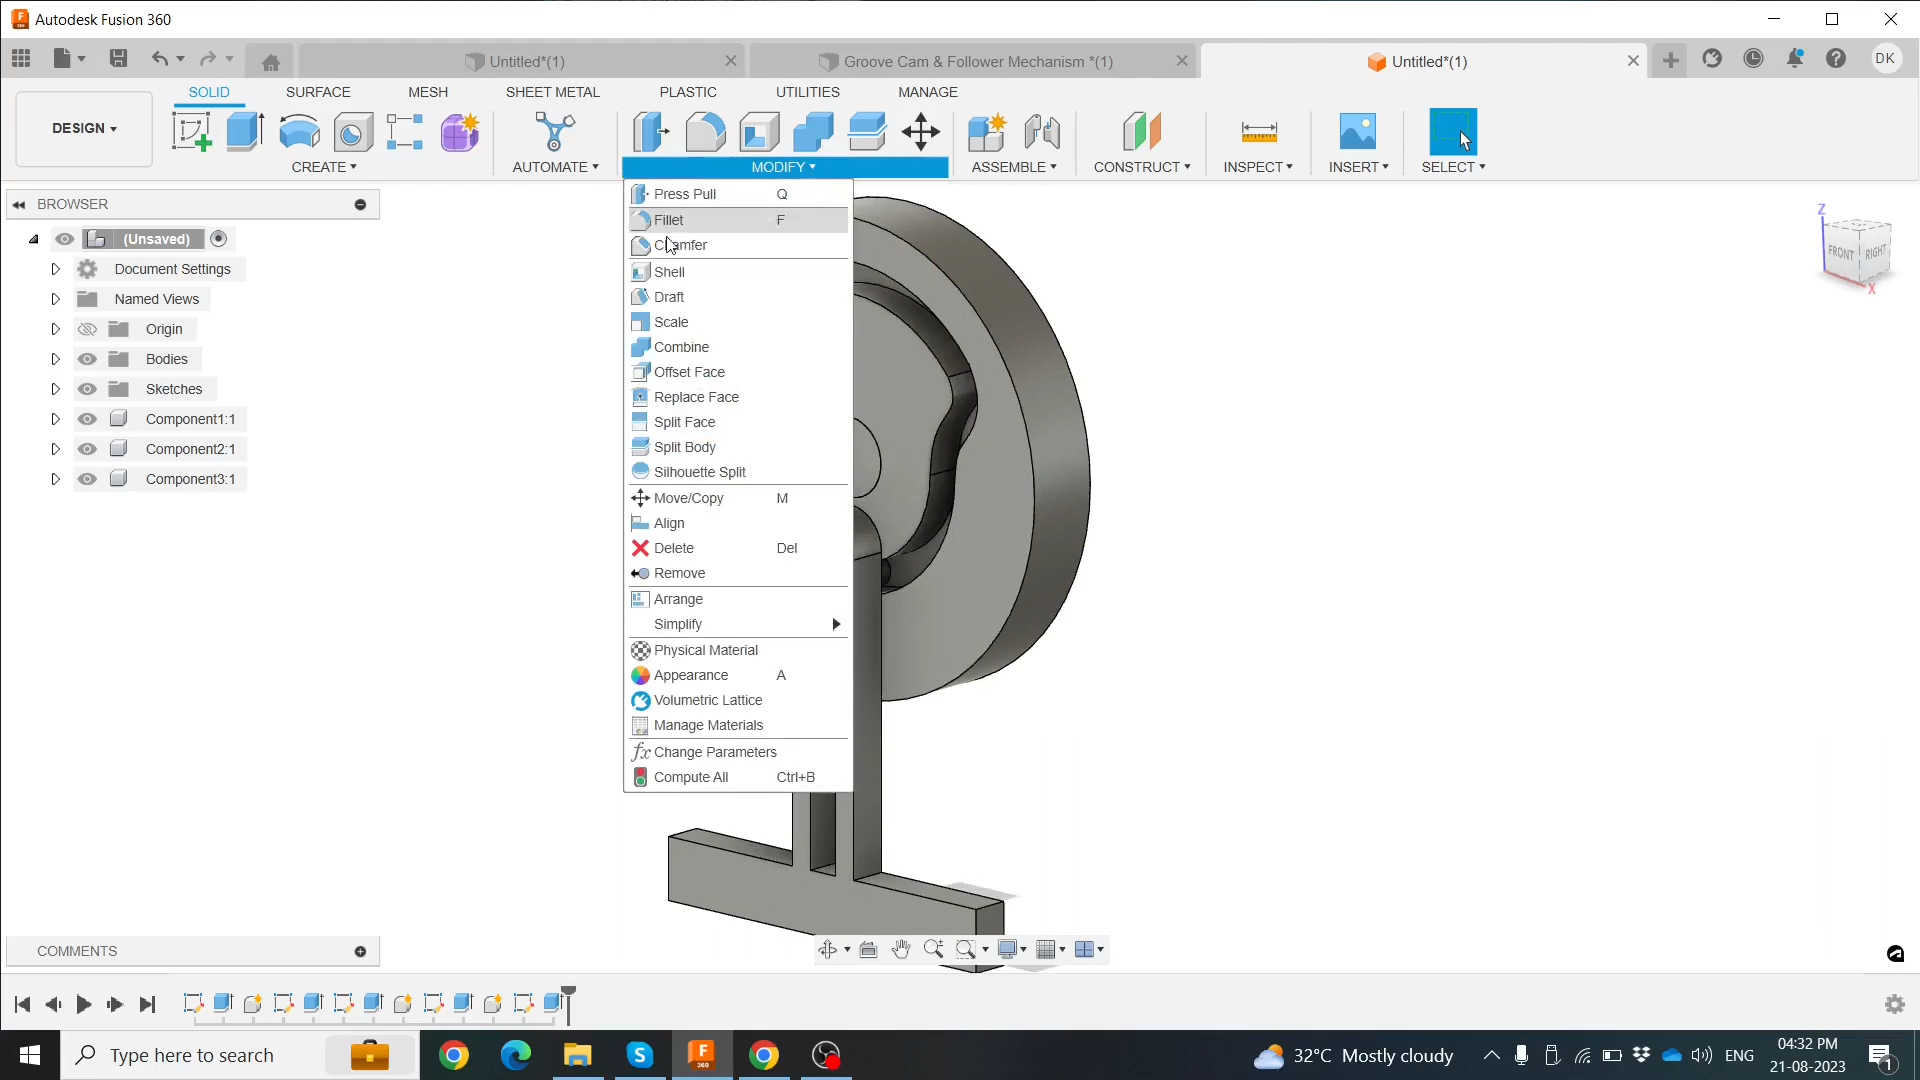 Autodesk Fusion 360
Untitled*(1)
Groove Cam & Follower Mechanism *(1)
Untitled*(1)
DK
DESIGN
SOLID
SURFACE
MESH
SHEET METAL
PLASTIC
UTILITIES
MANAGE
CREATE
AUTOMATE
MODIFY
ASSEMBLE
CONSTRUCT
INSPECT
INSERT
SELECT
BROWSER
(Unsaved)
Document Settings
Named Views
Origin
Bodies
Sketches
Component1:1
Component2:1
Component3:1
Press Pull Q
Fillet F
Chamfer
Shell
Draft
Scale
Combine
Offset Face
Replace Face
Split Face
Split Body
Silhouette Split
Move/Copy M
Align
Delete Del
Remove
Arrange
Simplify
Physical Material
Appearance A
Volumetric Lattice
Manage Materials
fx Change Parameters
Compute All Ctrl+B
Z
FRONT
RIGHT
X
COMMENTS
Type here to search
F
360
32°C Mostly cloudy
ENG
04:32 PM
21-08-2023
1